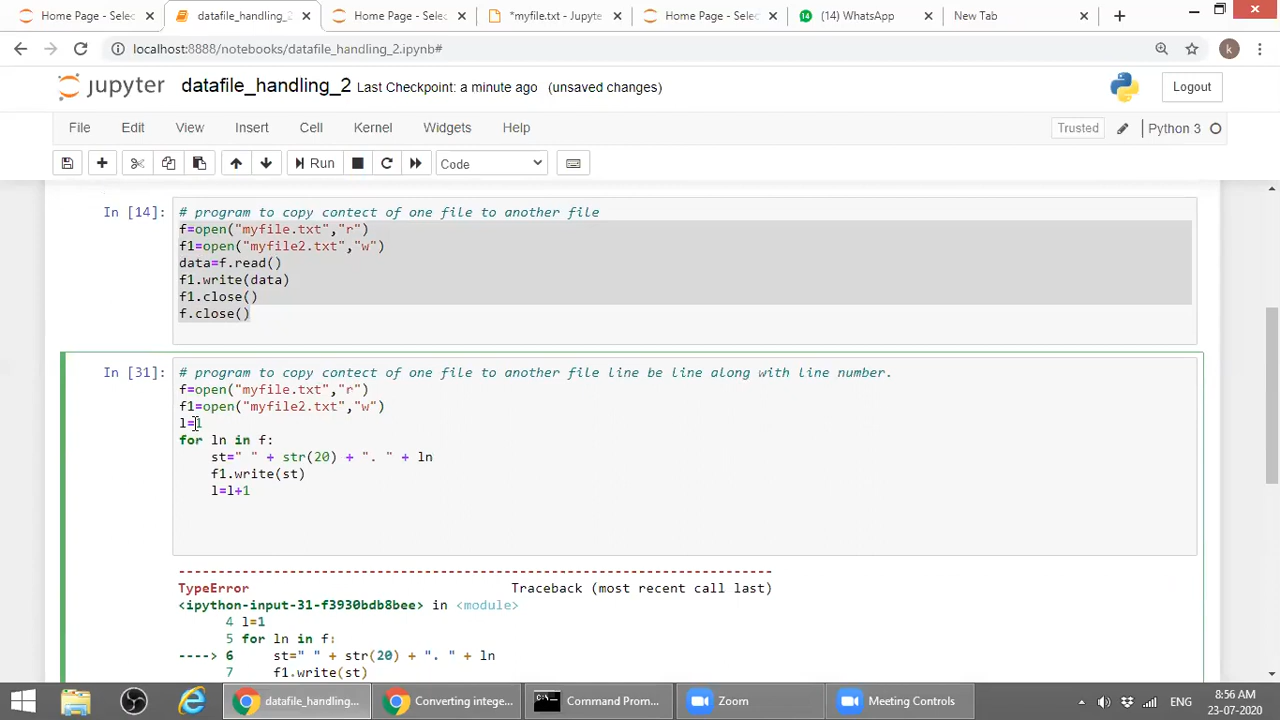 Home Page - Selec
datafile_handling_2
Home Page - Selec
*myfile.txt - Jupyte
Home Page - Selec
(14) WhatsApp
New Tab
localhost:8888/notebooks/datafile_handling_2.ipynb#
k
jupyter datafile_handling_2 Last Checkpoint: a minute ago (unsaved changes)
Logout
File Edit View Insert Cell Kernel Widgets Help
Trusted
Python 3
Run
Code
In [14]:
# program to copy contect of one file to another file
f=open("myfile.txt","r")
f1=open("myfile2.txt","w")
data=f.read()
f1.write(data)
f1.close()
f.close()
In [31]:
# program to copy contect of one file to another file line be line along with line number.
f=open("myfile.txt","r")
f1=open("myfile2.txt","w")
l=1
for ln in f:
    st=" " + str(20) + ". " + ln
    f1.write(st)
    l=l+1
---------------------------------------------------------------------------
TypeError Traceback (most recent call last)
<ipython-input-31-f3930bdb8bee> in <module>
4 l=1
5 for ln in f:
----> 6     st=" " + str(20) + ". " + ln
7     f1.write(st)
datafile_handling...
Converting intege...
Command Prom...
Zoom
Meeting Controls
ENG
8:56 AM
23-07-2020